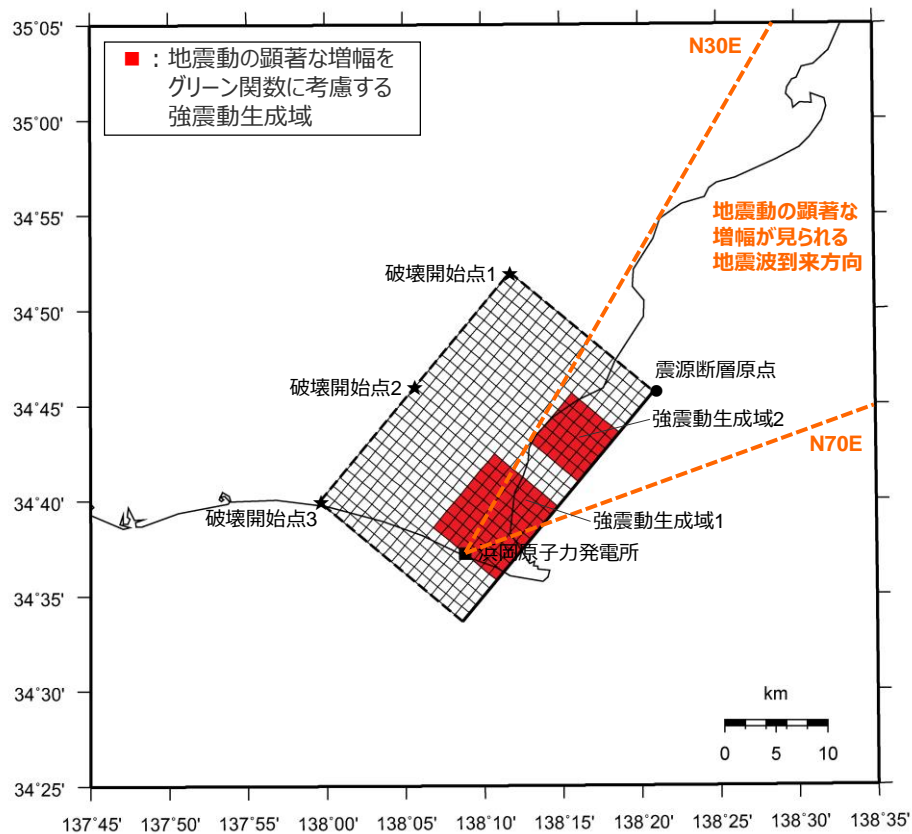 ■ : 地震動の顕著な増幅を
グリーン関数に考慮する
強震動生成域
N30E
地震動の顕著な
増幅が見られる
地震波到来方向
破壊開始点1
破壊開始点2
震源断層原点
強震動生成域2
N70E
破壊開始点3
強震動生成域1
浜岡原子力発電所
km
0 5 10
35˚05'
35˚00'
34˚55'
34˚50'
34˚45'
34˚40'
34˚35'
34˚30'
34˚25'
137˚45' 137˚50' 137˚55' 138˚00' 138˚05' 138˚10' 138˚15' 138˚20' 138˚25' 138˚30' 138˚35'